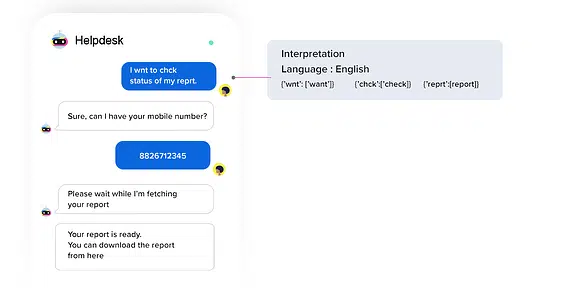 Helpdesk
I wnt to chck
status of my reprt.
Sure, can I have your mobile number?
8826712345
Please wait while I'm fetching
your report
Your report is ready.
You can download the report
from here
Interpretation
Language : English
{'wnt': ['want']} {'chck':['check]} {'reprt':[report]}